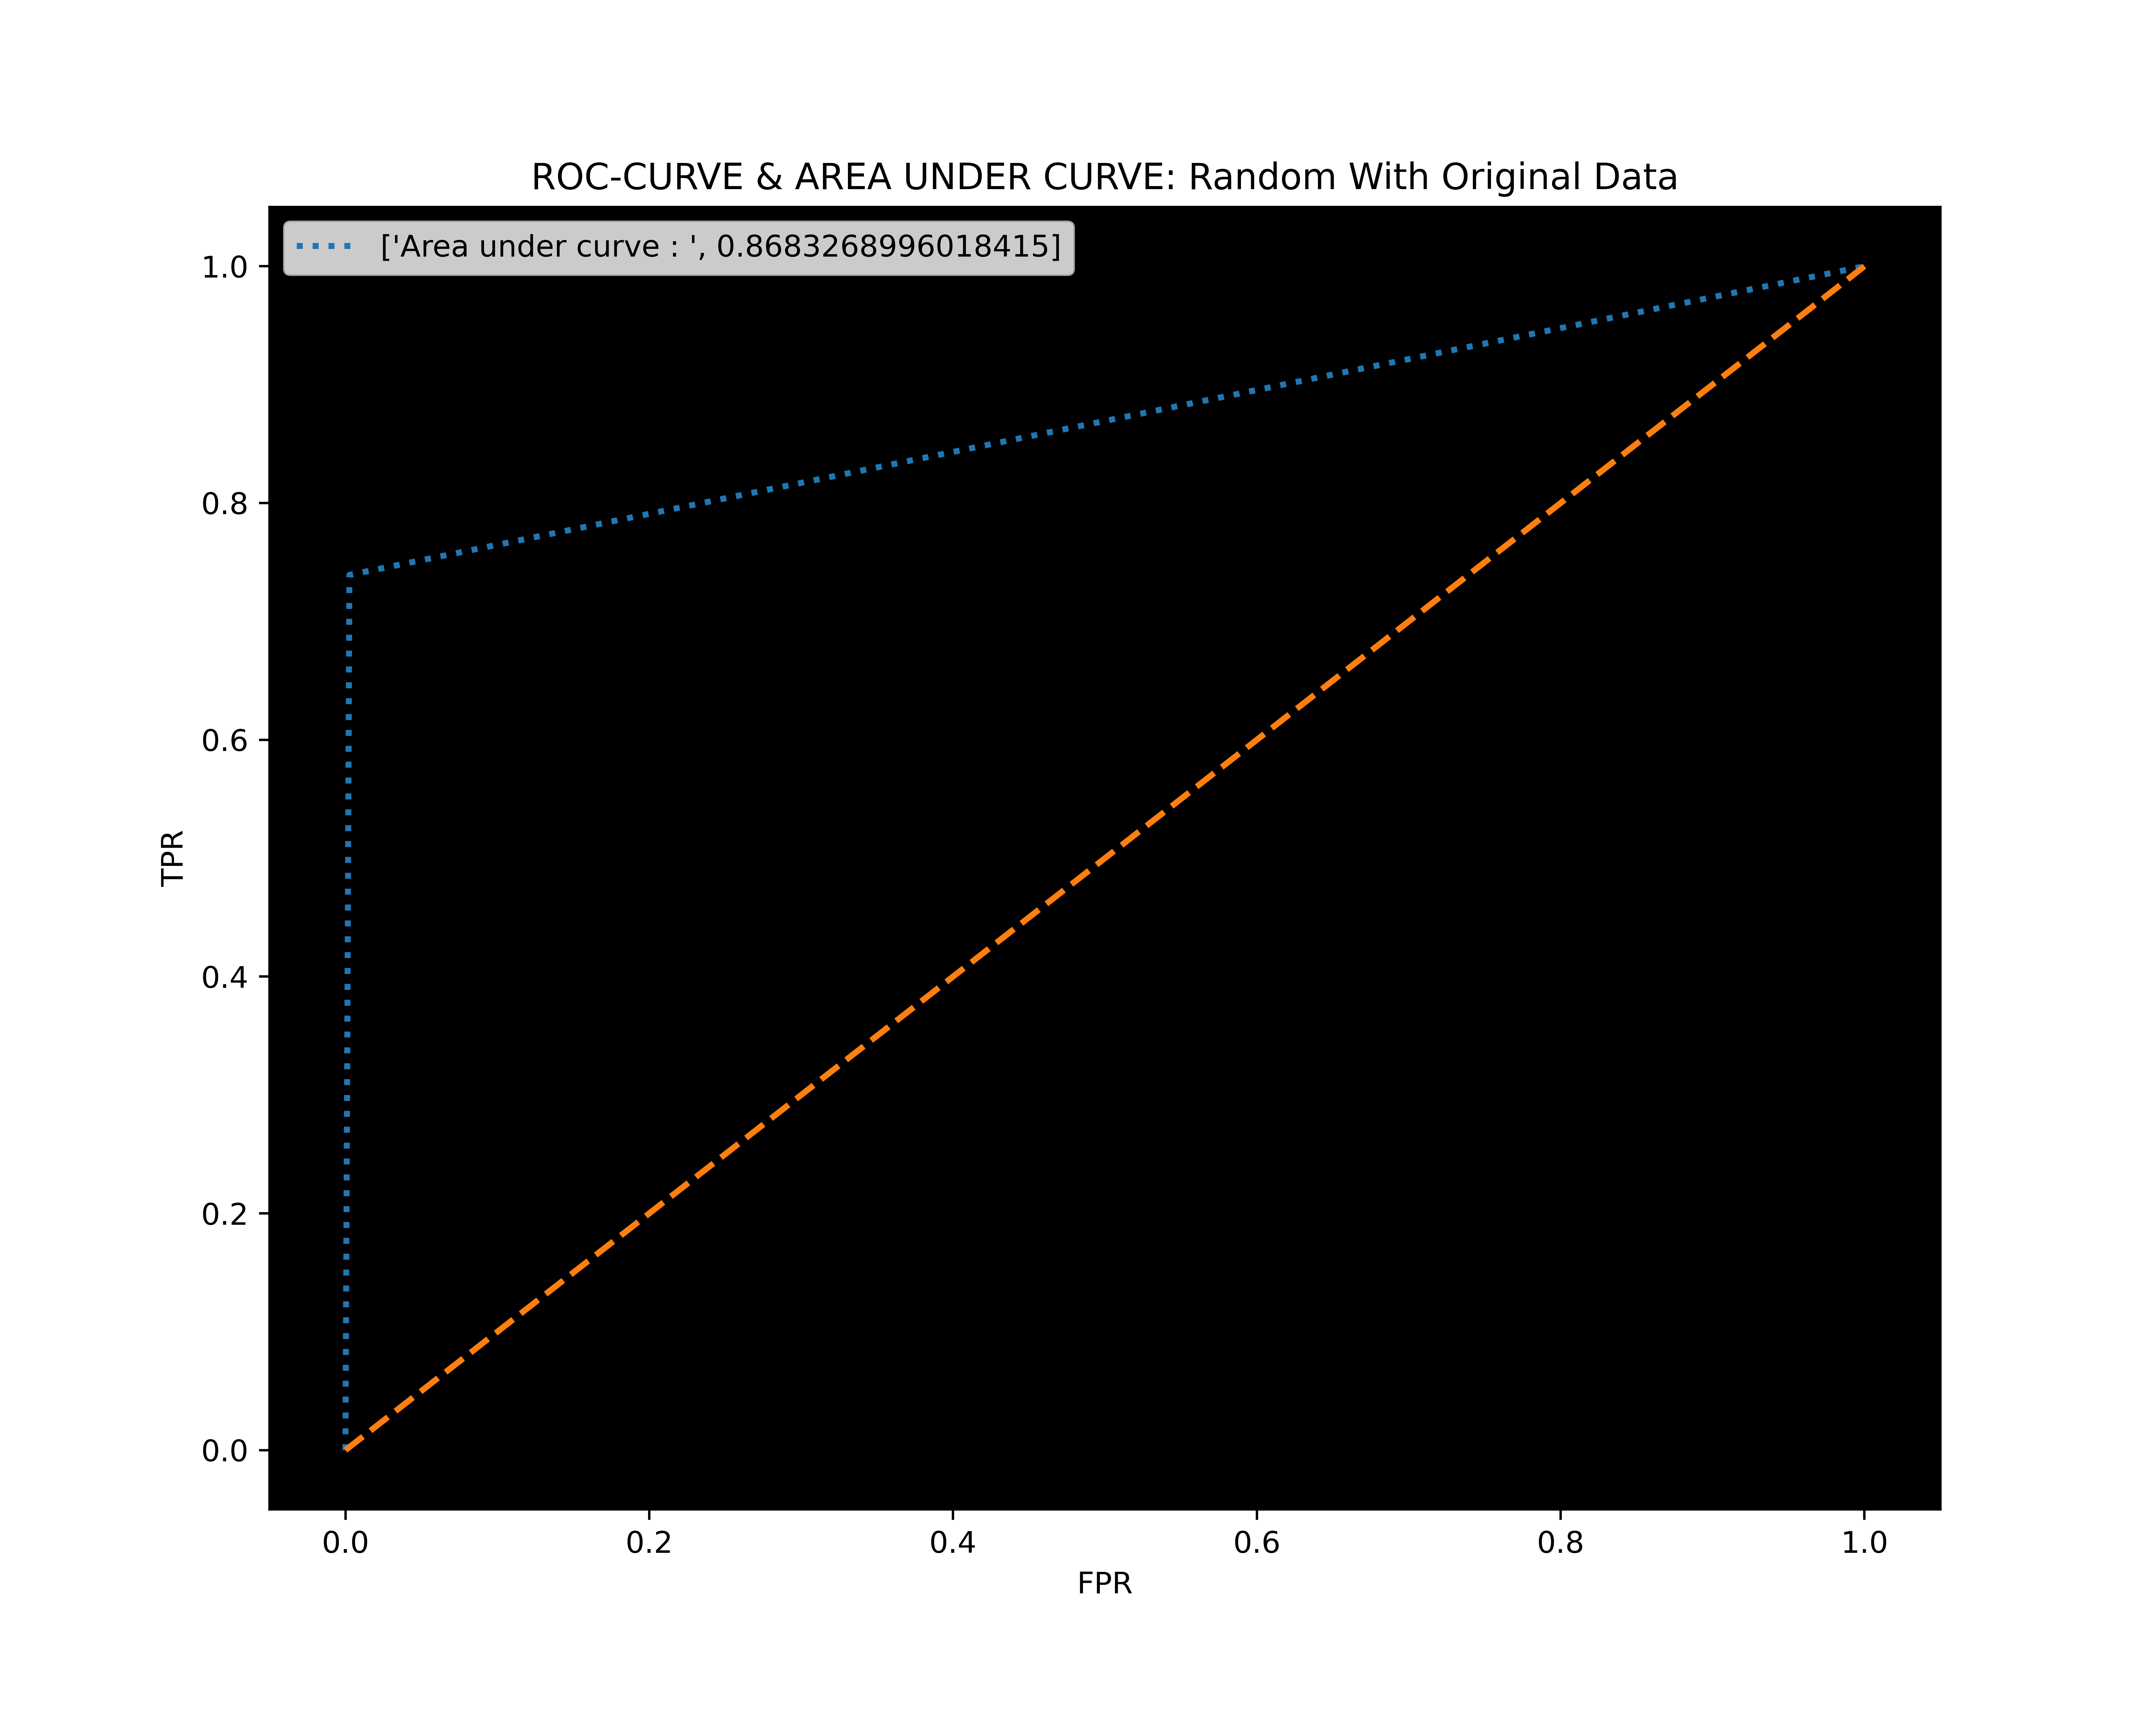 ROC-CURVE & AREA UNDER CURVE: Random With Original Data
['Area under curve : ', 0.8683268996018415]
1.0
0.8
0.6
0.4
0.2
0.0
TPR
0.0 0.2 0.4 0.6 0.8 1.0
FPR